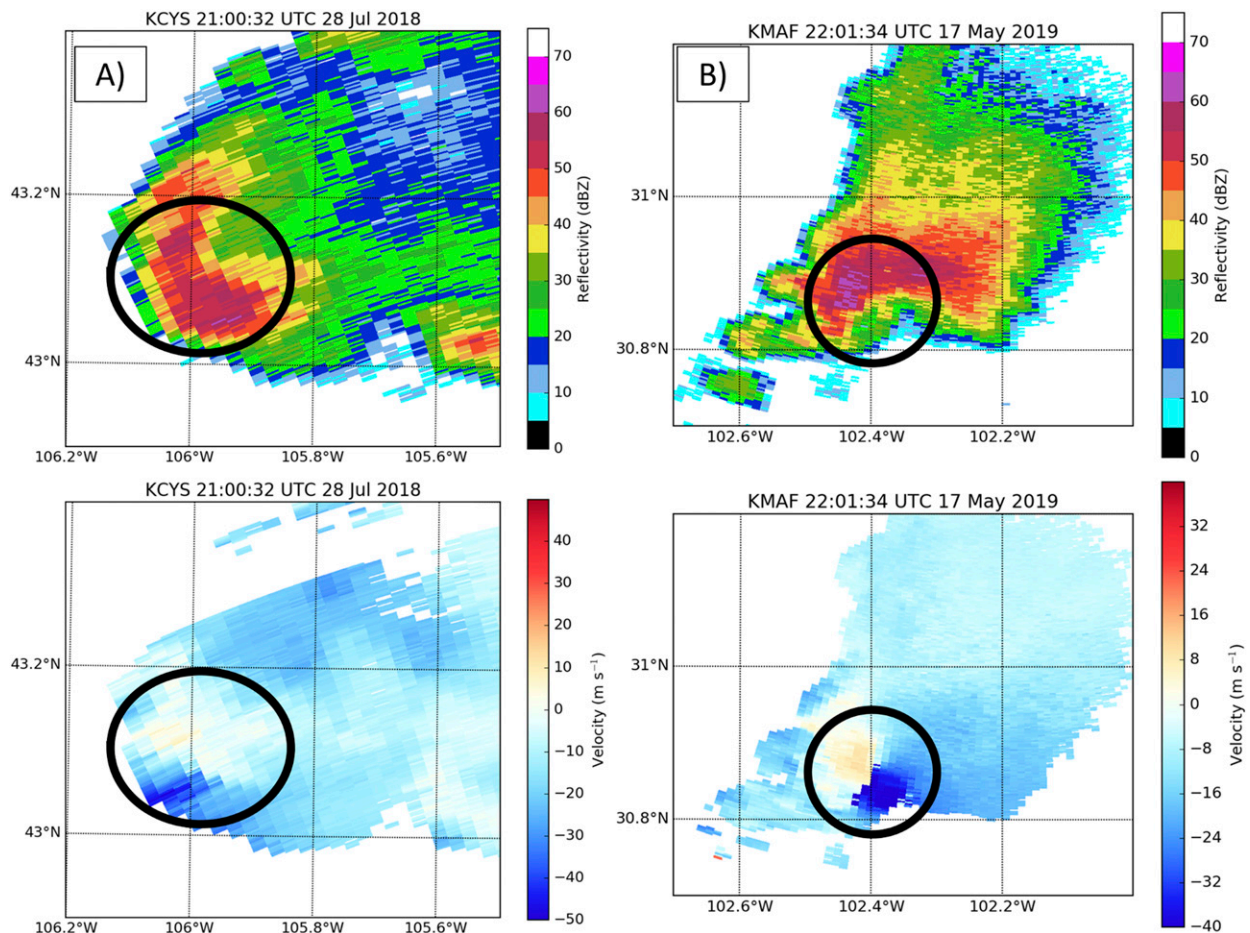 KCYS 21:00:32 UTC 28 Jul 2018
A)
43.2°N
43°N
106.2°W 106°W 105.8°W 105.6°W
70
60
50
40
30
20
10
0
Reflectivity (dBZ)
KMAF 22:01:34 UTC 17 May 2019
B)
31°N
30.8°N
102.6°W 102.4°W 102.2°W
70
60
50
40
30
20
10
0
Reflectivity (dBZ)
KCYS 21:00:32 UTC 28 Jul 2018
43.2°N
43°N
106.2°W 106°W 105.8°W 105.6°W
40
30
20
10
0
−10
−20
−30
−40
−50
Velocity (m s⁻¹)
KMAF 22:01:34 UTC 17 May 2019
31°N
30.8°N
102.6°W 102.4°W 102.2°W
32
24
16
8
0
−8
−16
−24
−32
−40
Velocity (m s⁻¹)